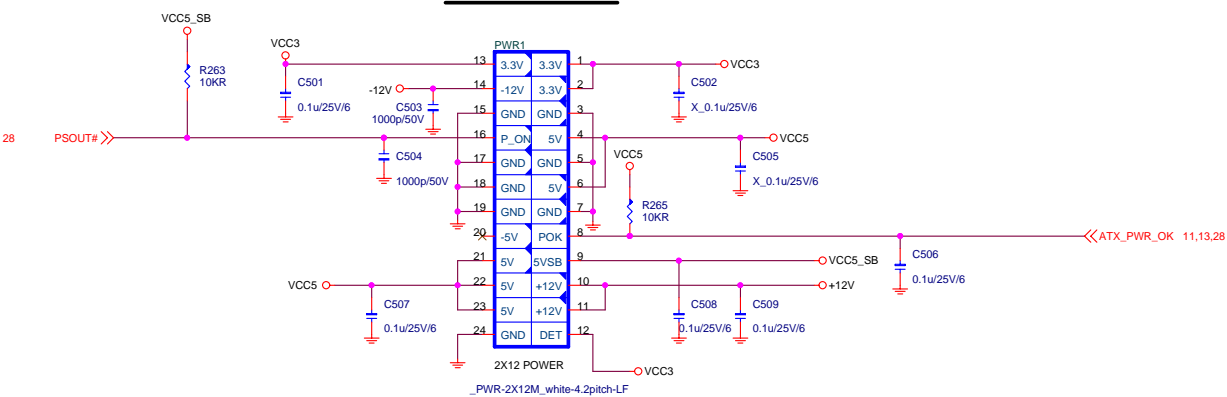 VCC5_SB
VCC3
PWR1
R263
10KR
C501
0.1u/25V/6
13
3.3V
3.3V
1
VCC3
-12V
14
-12V
3.3V
2
C502
X_0.1u/25V/6
C503
1000p/50V
15
GND
GND
3
28
PSOUT#
16
P_ON
5V
4
VCC5
C504
1000p/50V
17
GND
GND
5
VCC5
C505
X_0.1u/25V/6
18
GND
5V
6
19
GND
GND
7
R265
10KR
20
-5V
POK
8
ATX_PWR_OK 11,13,28
21
5V
5VSB
9
VCC5_SB
C506
0.1u/25V/6
VCC5
22
5V
+12V
10
+12V
C507
0.1u/25V/6
23
5V
+12V
11
C508
0.1u/25V/6
C509
0.1u/25V/6
24
GND
DET
12
2X12 POWER
VCC3
_PWR-2X12M_white-4.2pitch-LF